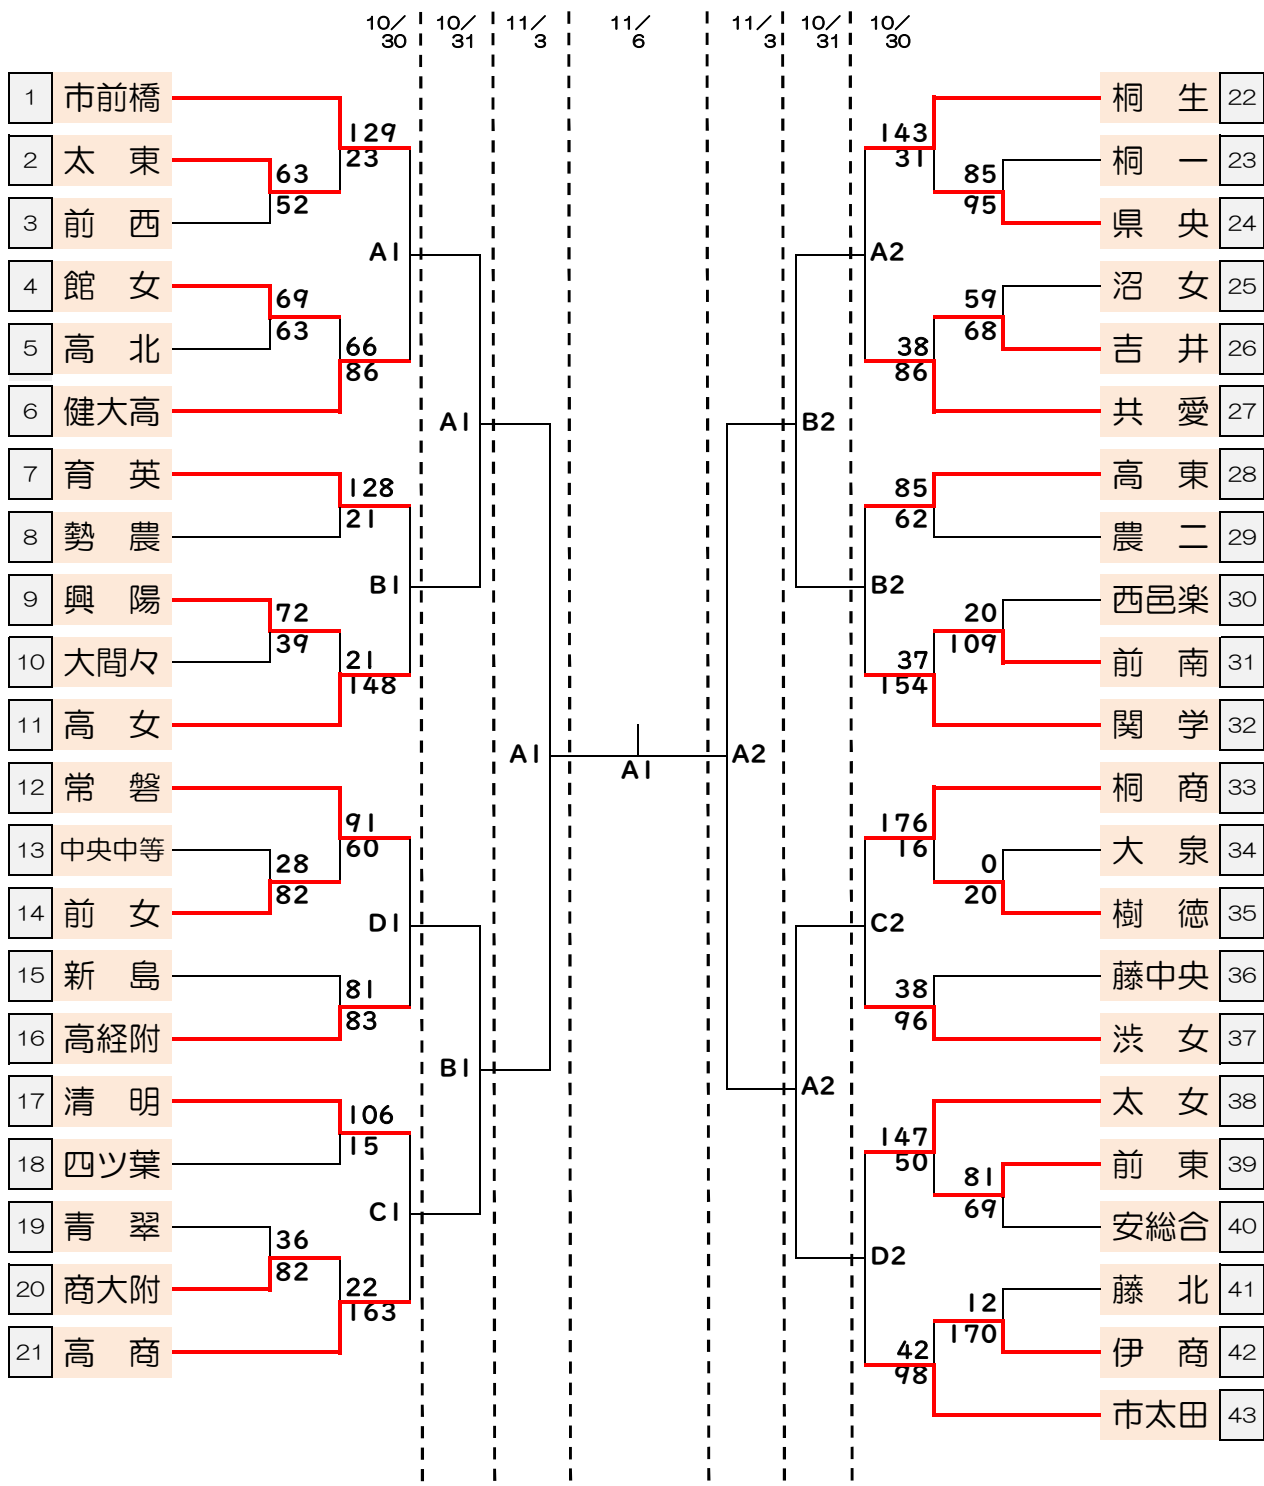 10/30 10/31 11/3 11/6 11/3 10/31 10/30
1 市前橋
2 太 東
3 前 西
4 館 女
5 高 北
6 健大高
7 育 英
8 勢 農
9 興 陽
10 大間々
11 高 女
12 常 磐
13 中央中等
14 前 女
15 新 島
16 高経附
17 清 明
18 四ツ葉
19 青 翠
20 商大附
21 高 商
63
52
69
63
72
39
28
82
36
82
129
23
66
86
128
21
21
148
91
60
81
83
106
15
22
163
A1
B1
D1
C1
A1
B1
A1
A1
A2
B2
A2
A2
B2
C2
D2
143
31
38
86
85
62
37
154
176
16
38
96
147
50
42
98
85
95
59
68
20
109
0
20
81
69
12
170
桐 生 22
桐 一 23
県 央 24
沼 女 25
吉 井 26
共 愛 27
高 東 28
農 二 29
西邑楽 30
前 南 31
関 学 32
桐 商 33
大 泉 34
樹 徳 35
藤中央 36
渋 女 37
太 女 38
前 東 39
安総合 40
藤 北 41
伊 商 42
市太田 43